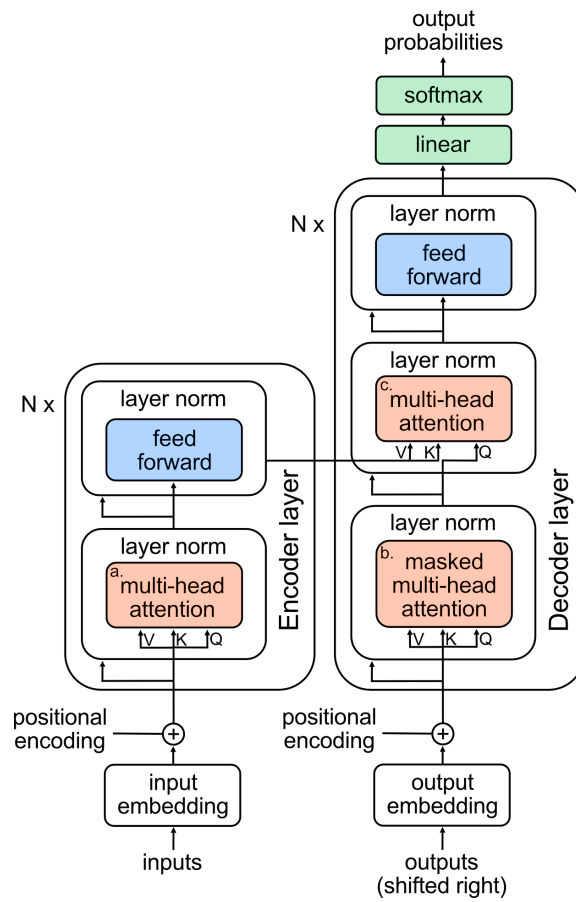 output
probabilities
softmax
linear
N x
layer norm
feed
forward
layer norm
c.
multi-head
attention
V K Q
layer norm
b.
masked
multi-head
attention
V K Q
Decoder layer
positional
encoding
+
output
embedding
outputs
(shifted right)
N x
layer norm
feed
forward
layer norm
a.
multi-head
attention
V K Q
Encoder layer
positional
encoding
+
input
embedding
inputs